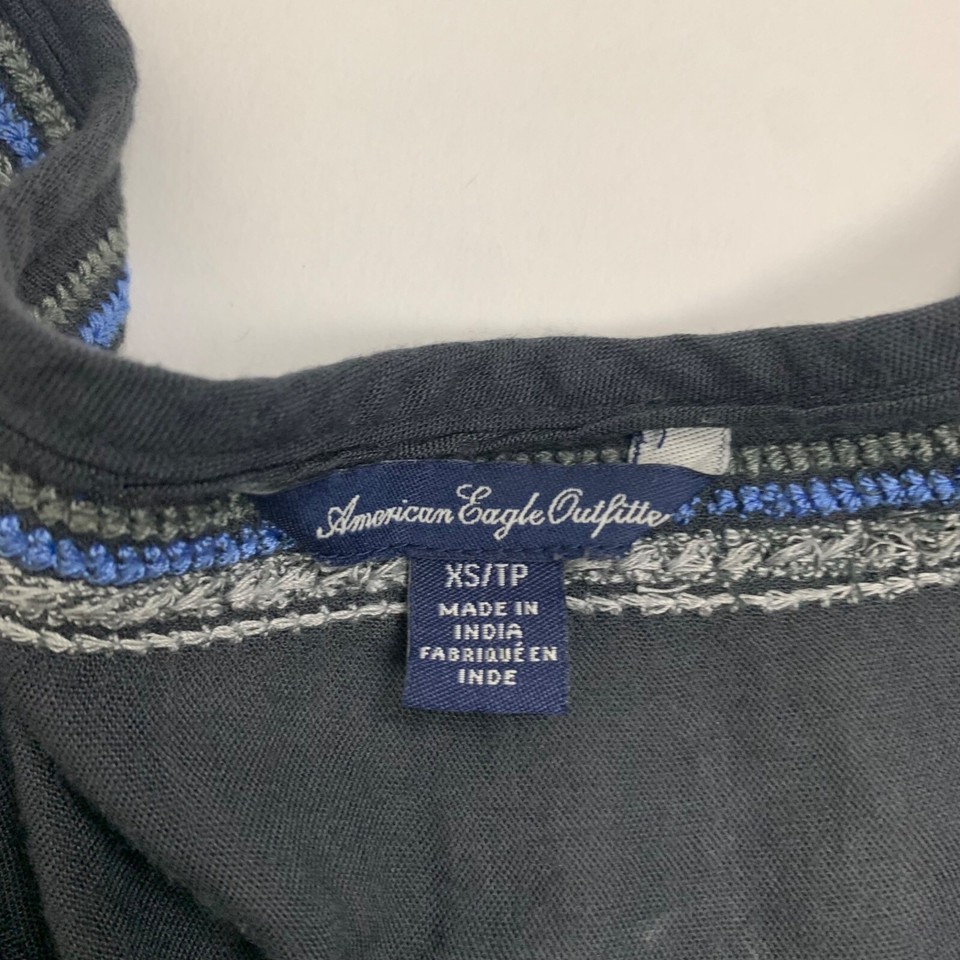 American Eagle Outfitte
XS/TP
MADE IN
INDIA
FABRIQUÉ EN
INDE